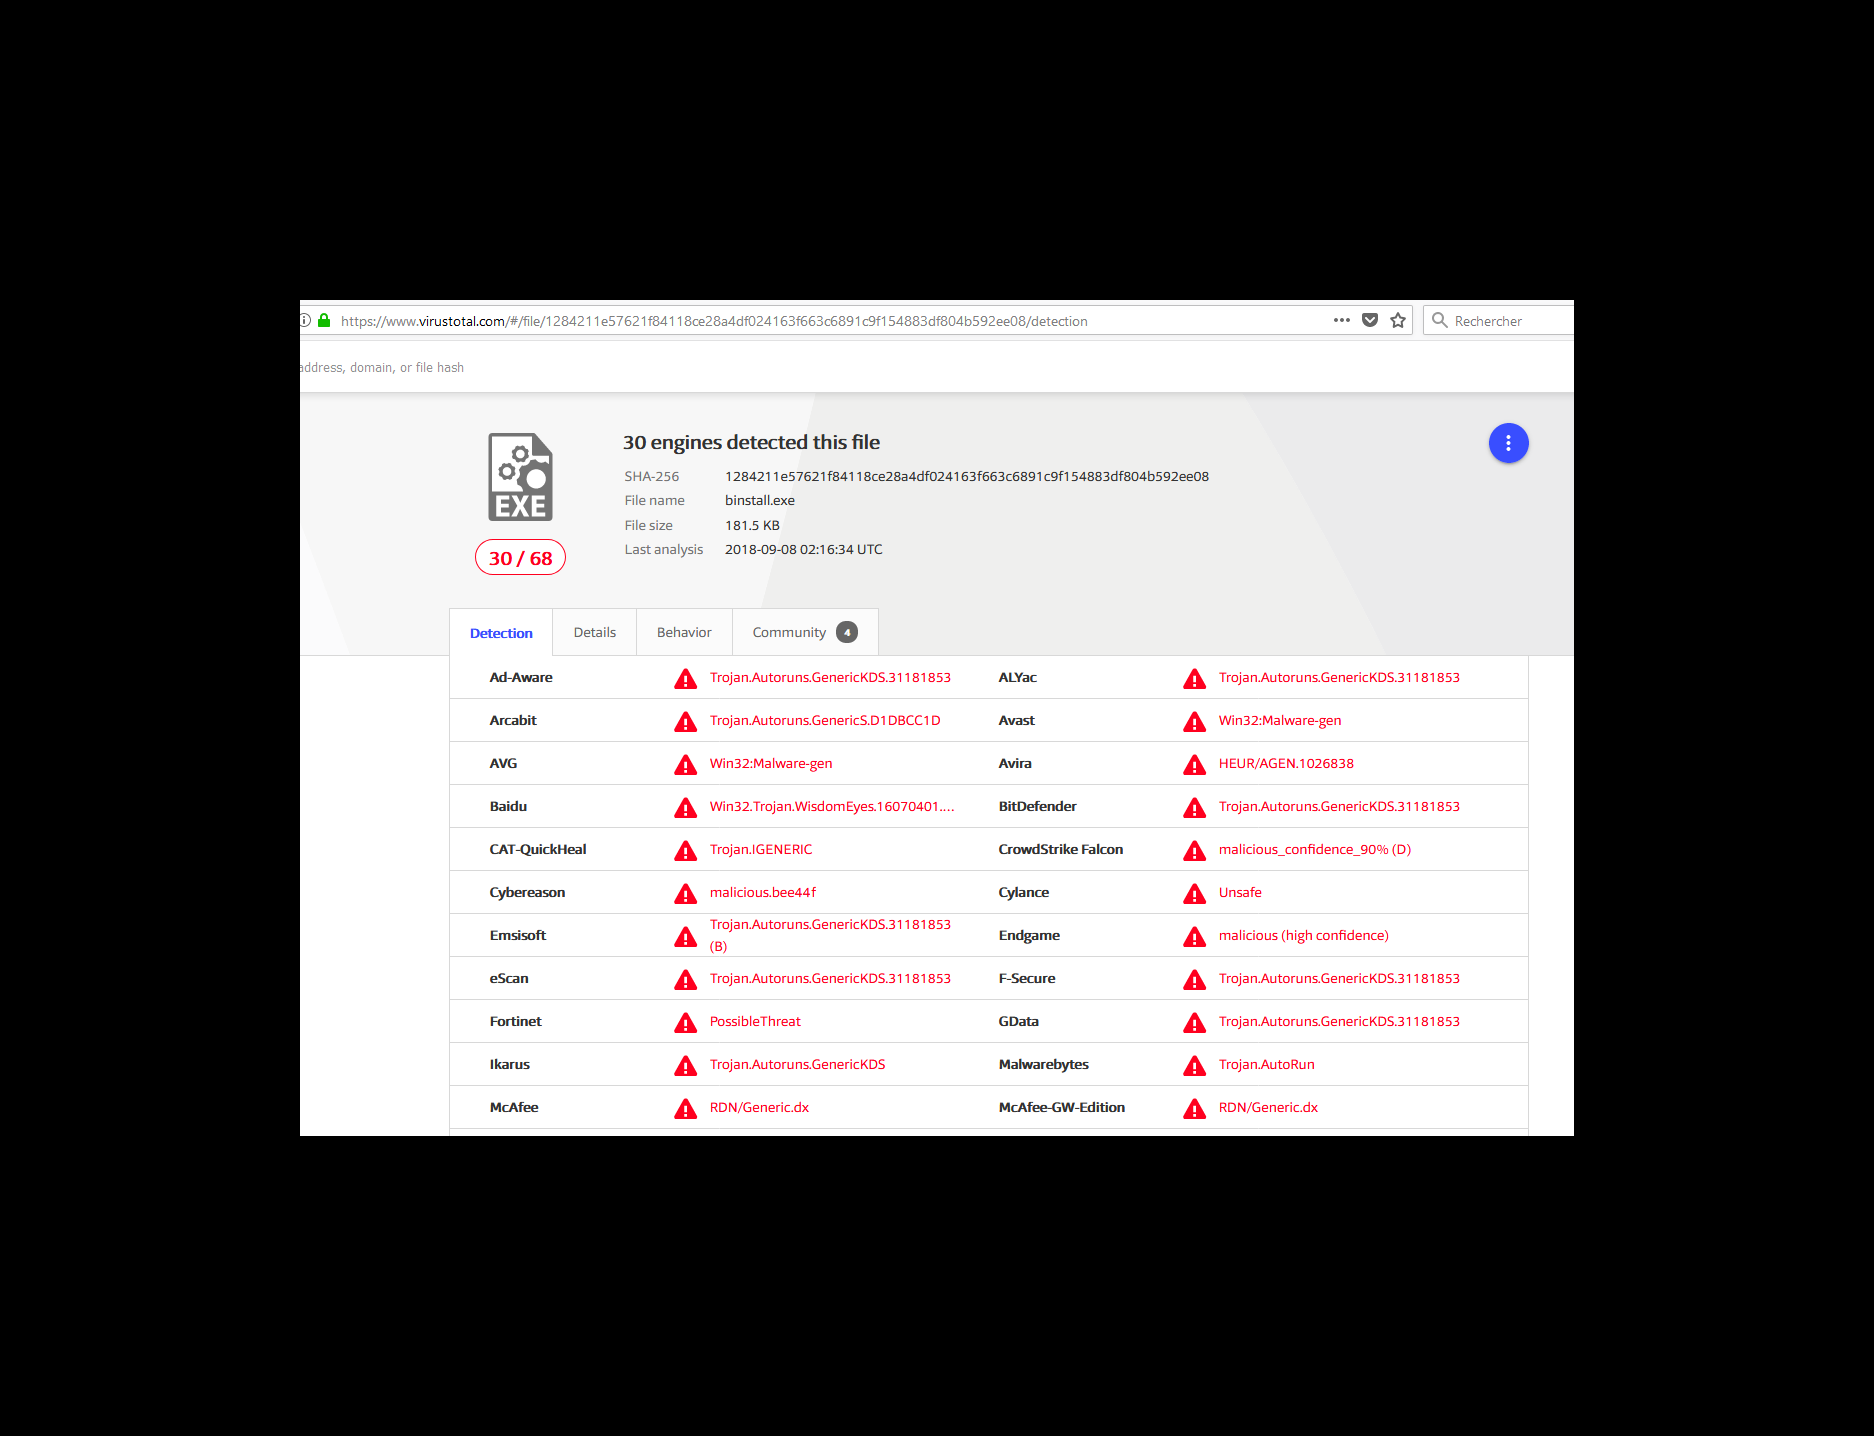 https://www.virustotal.com/#/file/1284211e57621f84118ce28a4df024163f663c6891c9f154883df804b592ee08/detection
Rechercher
address, domain, or file hash
30 engines detected this file
SHA-256 1284211e57621f84118ce28a4df024163f663c6891c9f154883df804b592ee08
File name binstall.exe
File size 181.5 KB
Last analysis 2018-09-08 02:16:34 UTC
EXE
30 / 68
Detection Details Behavior Community 4
Ad-Aware Trojan.Autoruns.GenericKDS.31181853 ALYac Trojan.Autoruns.GenericKDS.31181853
Arcabit Trojan.Autoruns.GenericS.D1DBCC1D Avast Win32:Malware-gen
AVG Win32:Malware-gen Avira HEUR/AGEN.1026838
Baidu Win32.Trojan.WisdomEyes.16070401.... BitDefender Trojan.Autoruns.GenericKDS.31181853
CAT-QuickHeal Trojan.IGENERIC CrowdStrike Falcon malicious_confidence_90% (D)
Cybereason malicious.bee44f Cylance Unsafe
Emsisoft Trojan.Autoruns.GenericKDS.31181853 (B) Endgame malicious (high confidence)
eScan Trojan.Autoruns.GenericKDS.31181853 F-Secure Trojan.Autoruns.GenericKDS.31181853
Fortinet PossibleThreat GData Trojan.Autoruns.GenericKDS.31181853
Ikarus Trojan.Autoruns.GenericKDS Malwarebytes Trojan.AutoRun
McAfee RDN/Generic.dx McAfee-GW-Edition RDN/Generic.dx